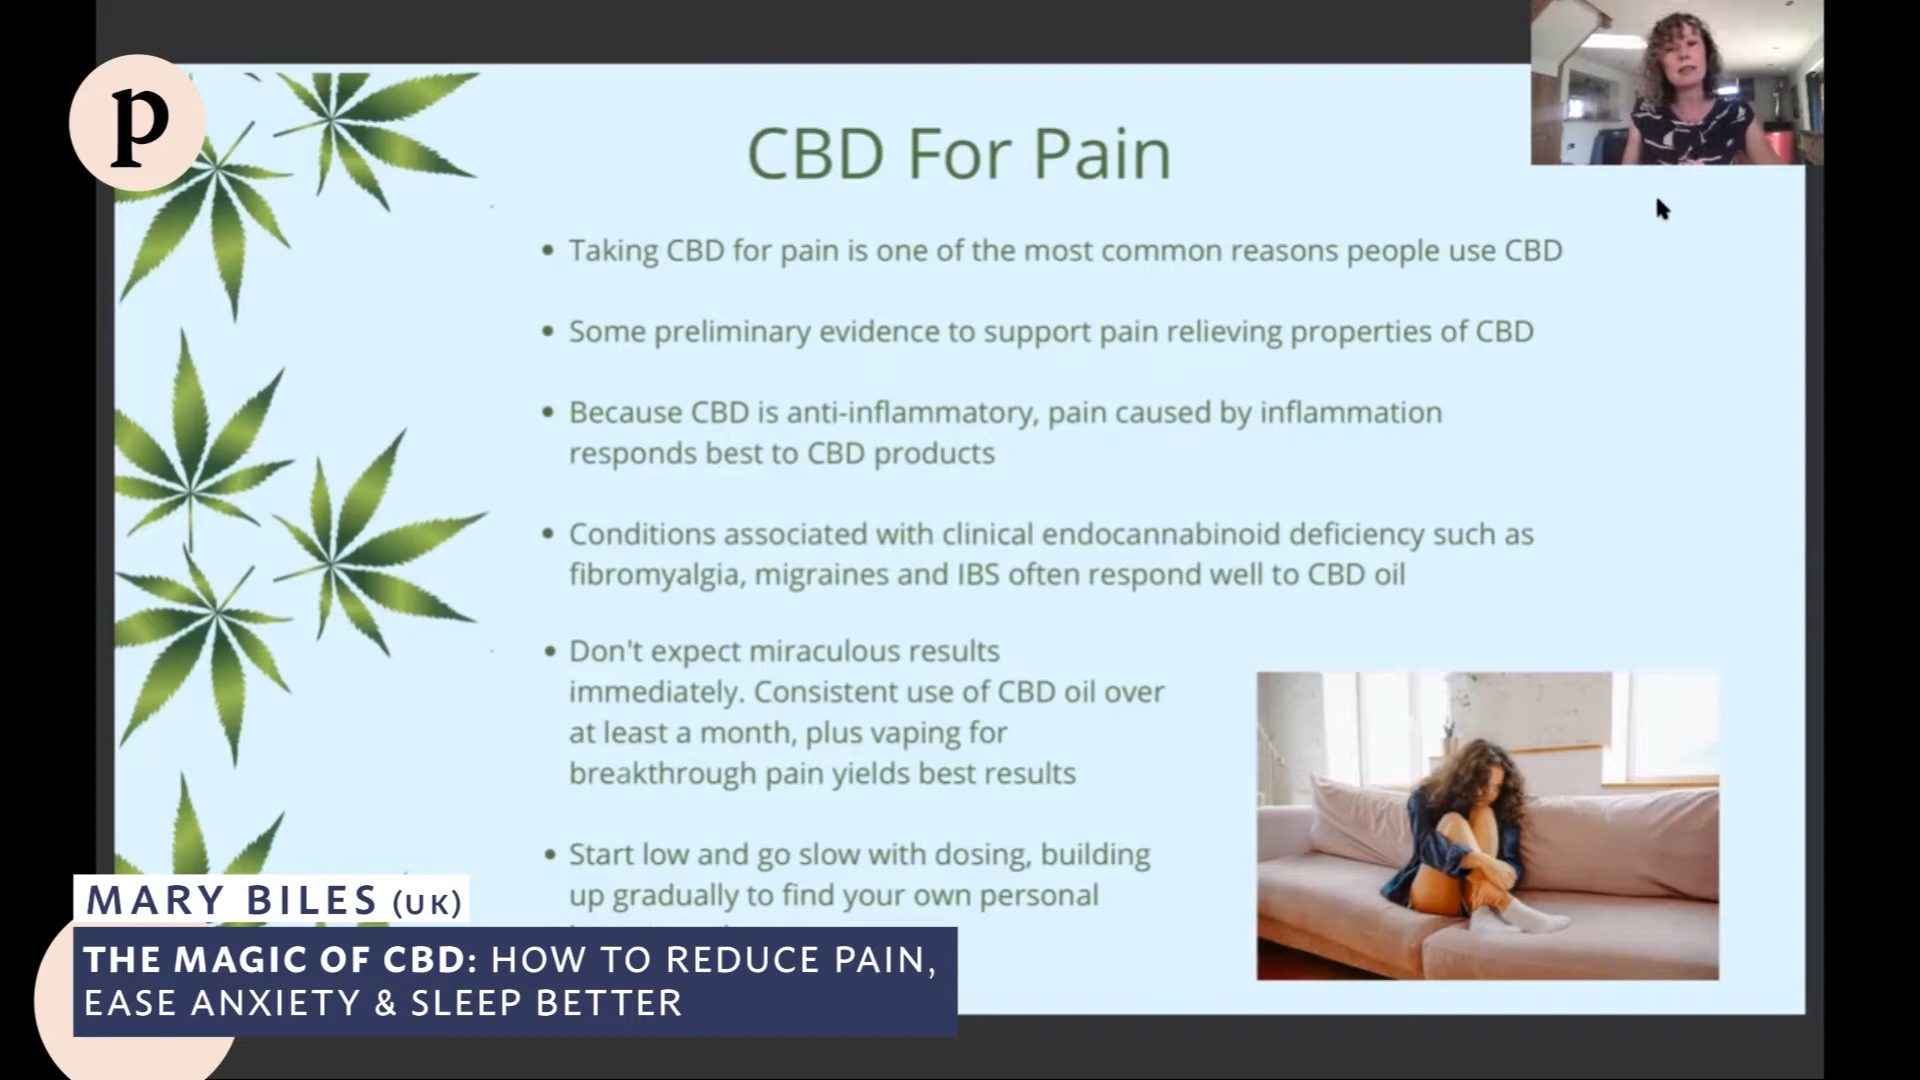 p
CBD For Pain
• Taking CBD for pain is one of the most common reasons people use CBD
• Some preliminary evidence to support pain relieving properties of CBD
• Because CBD is anti-inflammatory, pain caused by inflammation
responds best to CBD products
• Conditions associated with clinical endocannabinoid deficiency such as
fibromyalgia, migraines and IBS often respond well to CBD oil
• Don't expect miraculous results
immediately. Consistent use of CBD oil over
at least a month, plus vaping for
breakthrough pain yields best results
• Start low and go slow with dosing, building
up gradually to find your own personal
MARY BILES (UK)
THE MAGIC OF CBD: HOW TO REDUCE PAIN,
EASE ANXIETY & SLEEP BETTER